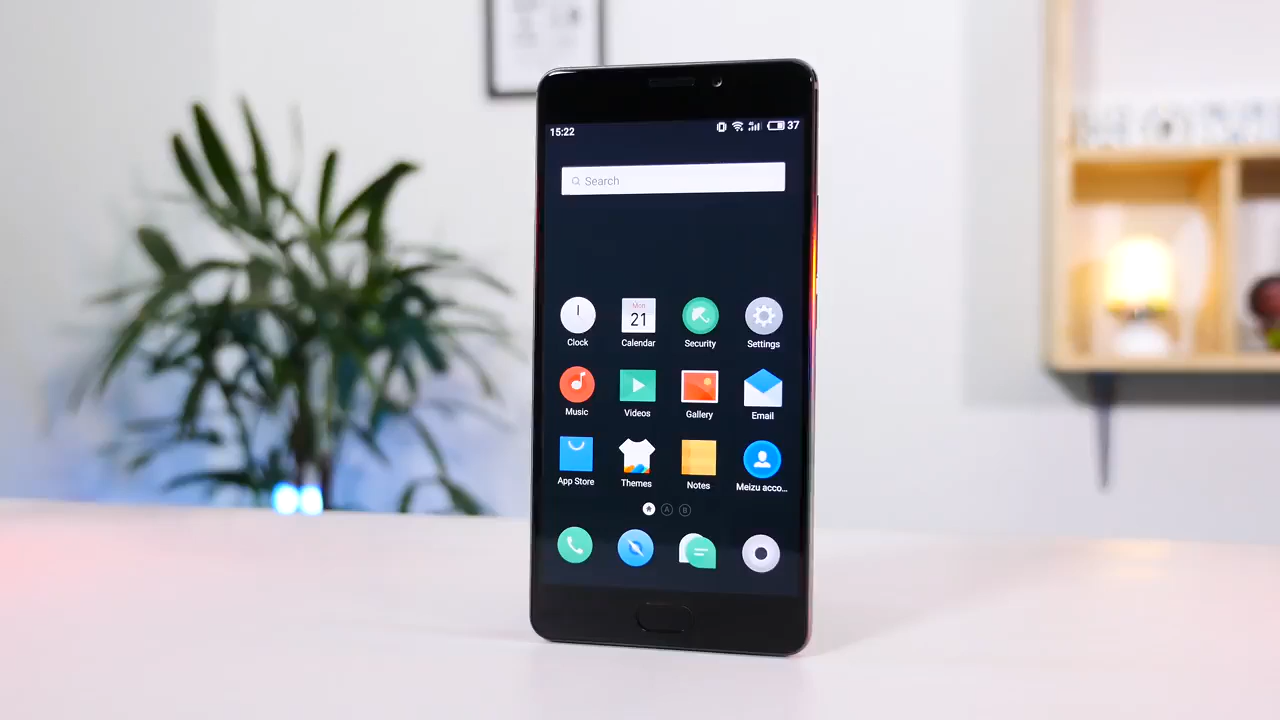 15:22
37
Search
Clock
Mon
21
Calendar
Security
Settings
Music
Videos
Gallery
Email
App Store
Themes
Notes
Meizu acco...
A
B